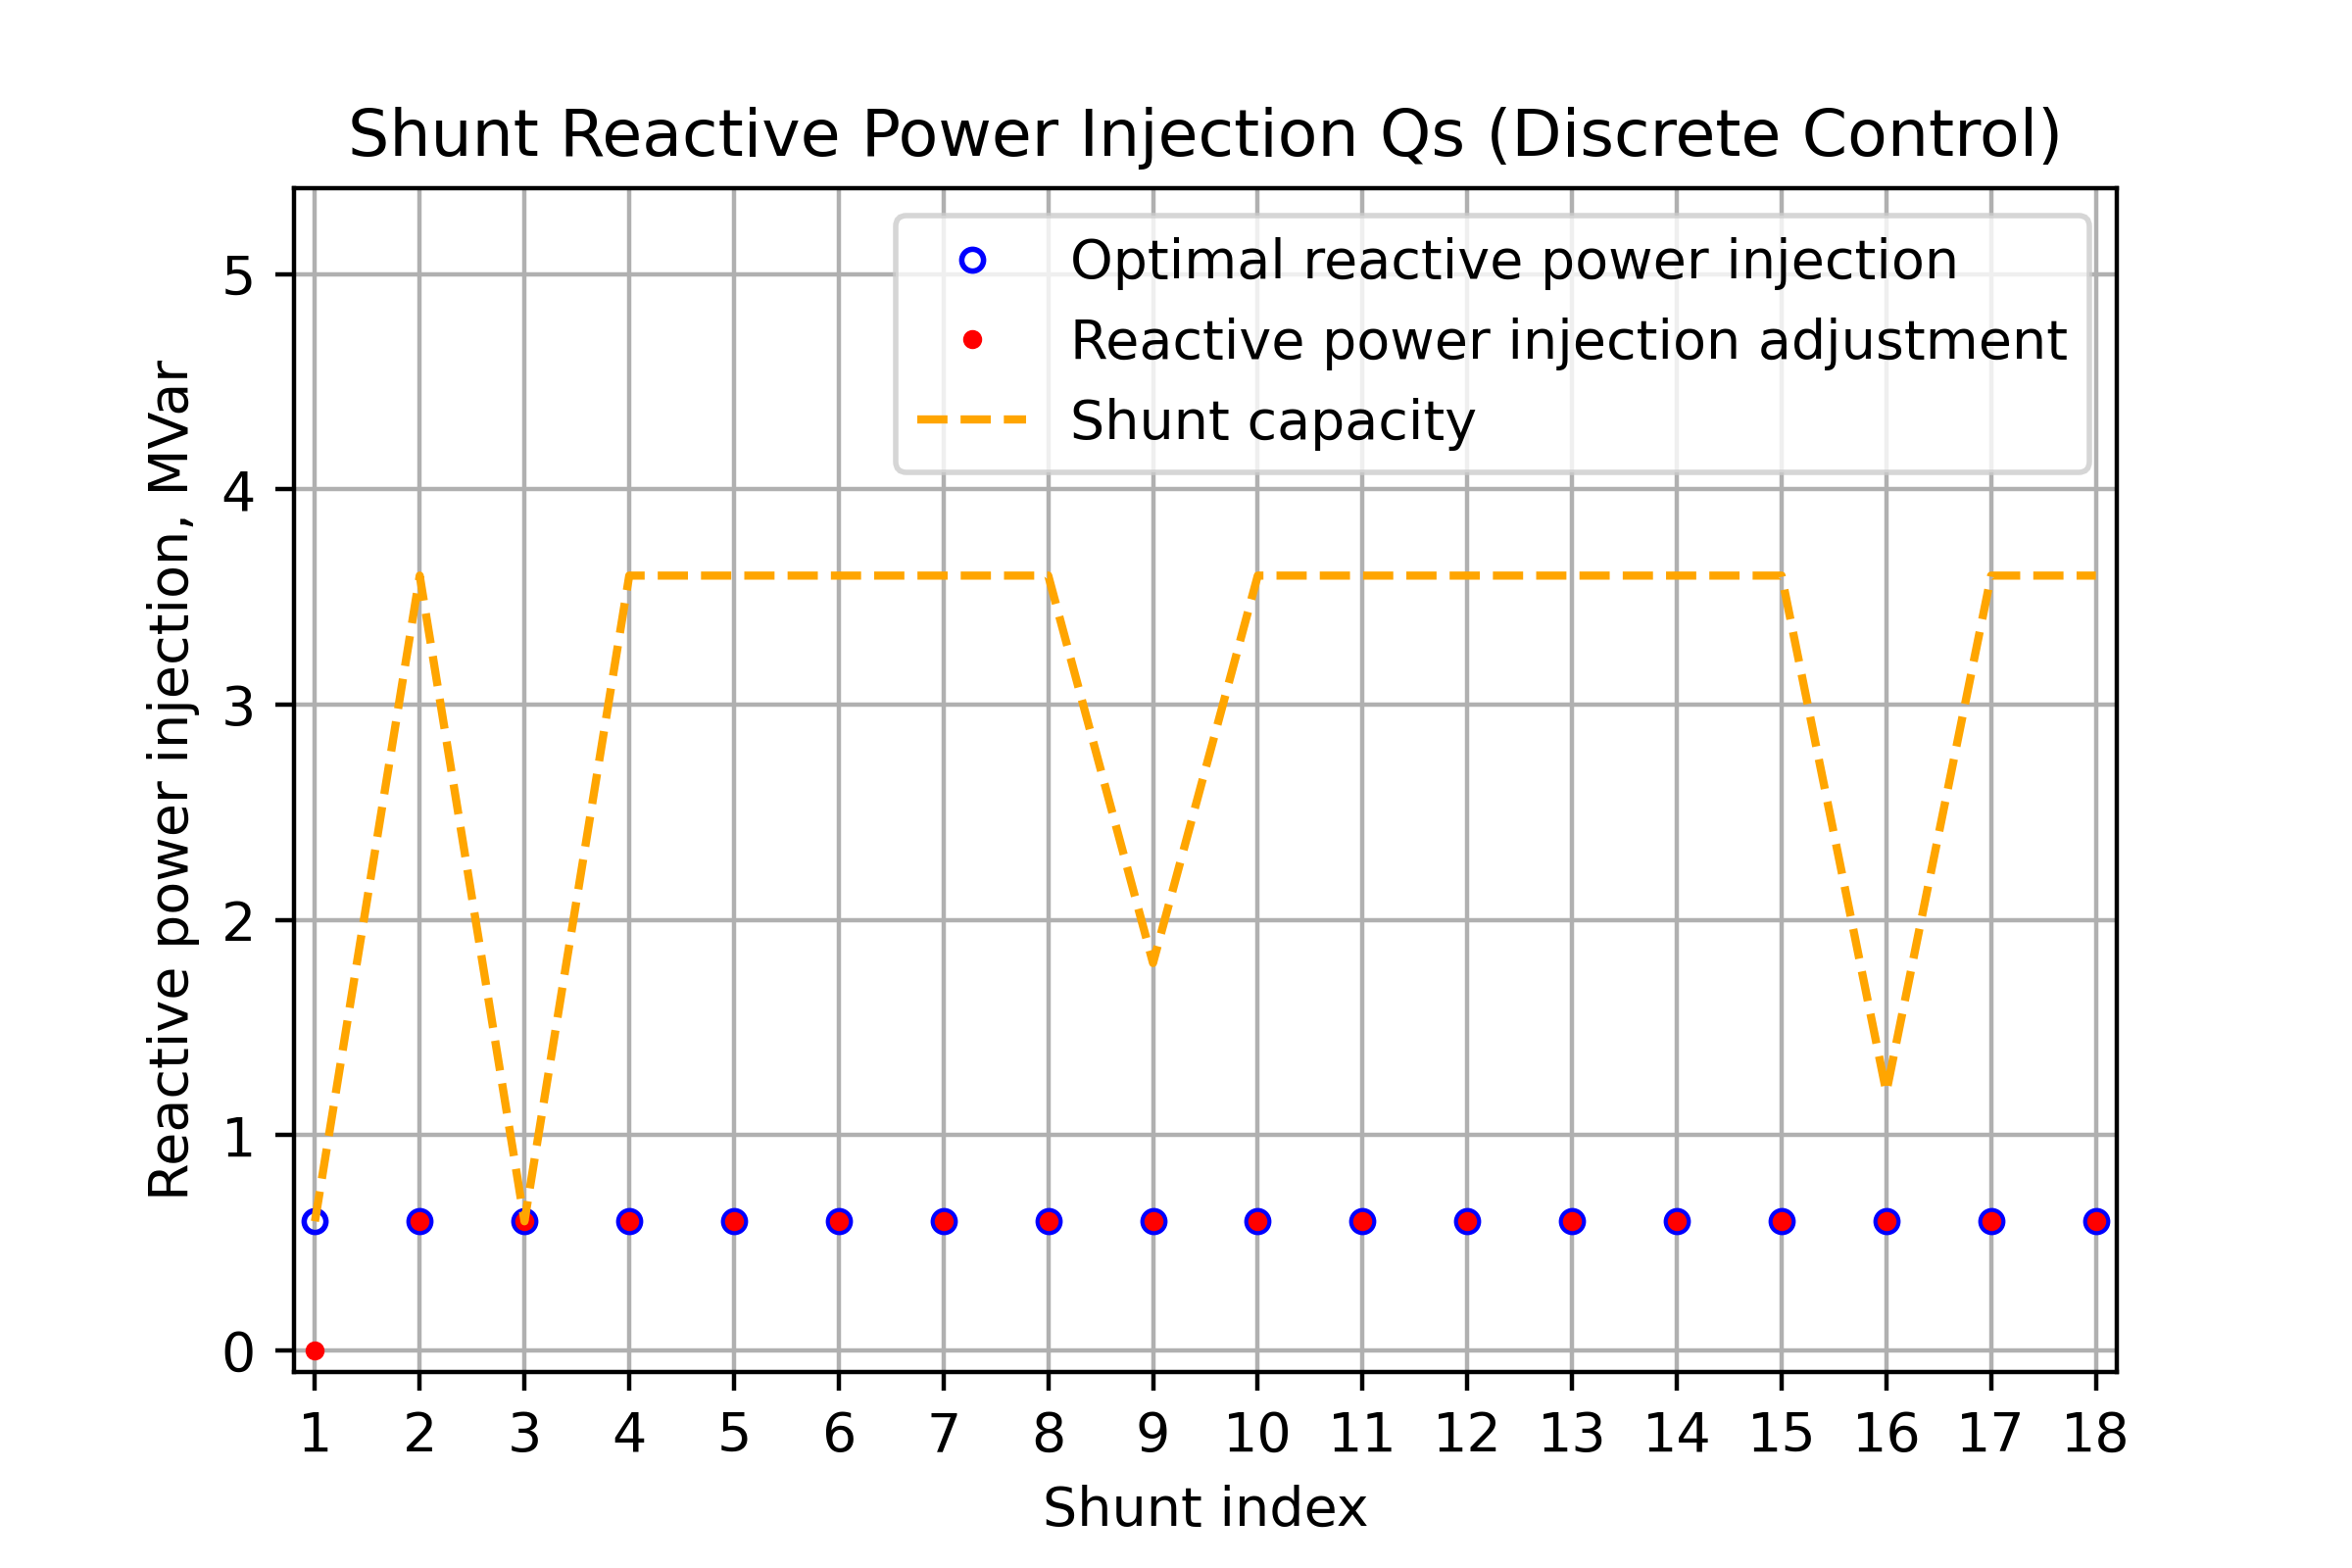 Shunt Reactive Power Injection Qs (Discrete Control)
Optimal reactive power injection
Reactive power injection adjustment
Shunt capacity
Reactive power injection, MVar
5
4
3
2
1
0
1 2 3 4 5 6 7 8 9 10 11 12 13 14 15 16 17 18
Shunt index